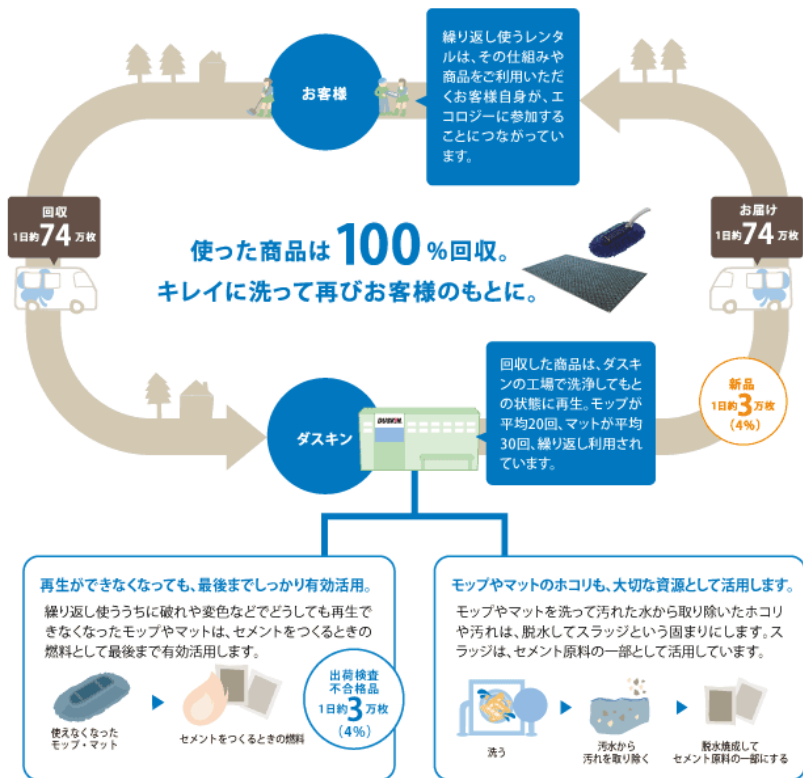 お客様
繰り返し使うレンタ
ルは、その仕組みや
商品をご利用いただ
くお客様自身が、エ
コロジーに参加する
ことにつながってい
ます。
回収
1日約74万枚
お届け
1日約74万枚
使った商品は100%回収。
キレイに洗って再びお客様のもとに。
新品
1日約3万枚
(4%)
ダスキン
DUSKIN
回収した商品は、ダスキ
ンの工場で洗浄してもと
の状態に再生。モップが
平均20回、マットが平均
30回、繰り返し利用され
ています。
再生ができなくなっても、最後までしっかり有効活用。
繰り返し使ううちに破れや変色などでどうしても再生で
きなくなったモップやマットは、セメントをつくるときの
燃料として最後まで有効活用します。
使えなくなった
モップ・マット
セメントをつくるときの燃料
出荷検査
不合格品
1日約3万枚
(4%)
モップやマットのホコリも、大切な資源として活用します。
モップやマットを洗って汚れた水から取り除いたホコリ
や汚れは、脱水してスラッジという固まりにします。ス
ラッジは、セメント原料の一部として活用しています。
洗う
汚水から
汚れを取り除く
脱水焼成して
セメント原料の一部にする